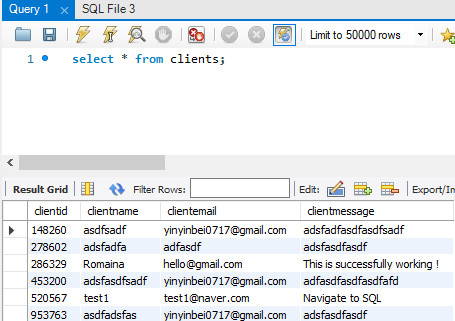 Query 1 SQL File 3
Limit to 50000 rows
1 select * from clients;
Result Grid Filter Rows: Edit: Export/Im
clientid clientname clientemail clientmessage
148260 asdfsadf yinyinbei0717@gmail.com adsfadfasdfasdfsadf
278602 adsfadfa adfasdf adsfasdfasdf
286329 Romaina hello@gmail.com This is successfully working !
453200 adsfasdfsadf yinyinbei0717@gmail.com adfasdfasdfasdfafd
520567 test1 test1@naver.com Navigate to SQL
953763 asdfadsfas yinyinbei0717@gmail.com adsfasdfasdf